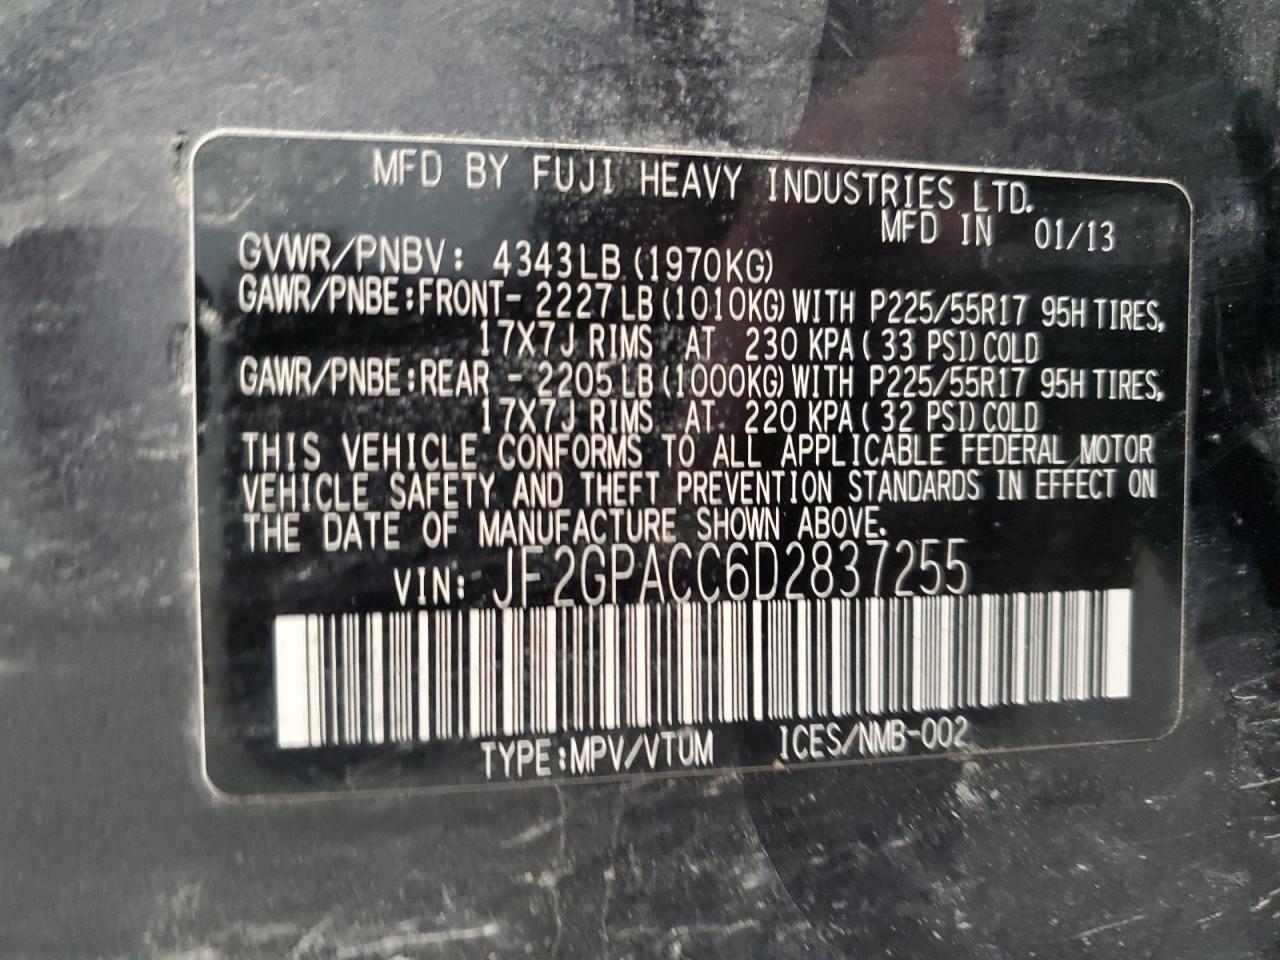 MFD BY FUJI HEAVY INDUSTRIES LTD.
MFD IN 01/13
GVWR/PNBV: 4343LB (1970KG)
GAWR/PNBE:FRONT- 2227LB (1010KG) WITH P225/55R17 95H TIRES,
17X7J RIMS AT 230 KPA (33 PSI) COLD
GAWR/PNBE:REAR - 2205LB (1000KG) WITH P225/55R17 95H TIRES,
17X7J RIMS AT 220 KPA (32 PSI) COLD
THIS VEHICLE CONFORMS TO ALL APPLICABLE FEDERAL MOTOR
VEHICLE SAFETY AND THEFT PREVENTION STANDARDS IN EFFECT ON
THE DATE OF MANUFACTURE SHOWN ABOVE.
VIN: JF2GPACC6D2837255
TYPE:MPV/VTUM ICES/NMB-002